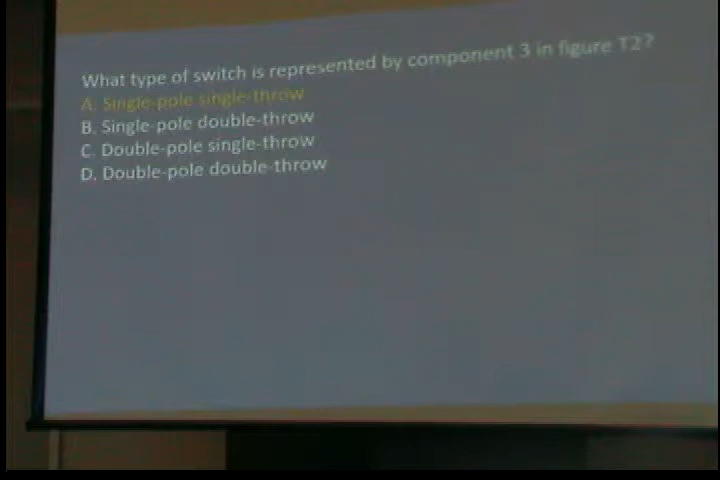 What type of switch is represented by component 3 in figure T2?
A. Single-pole single-throw
B. Single-pole double-throw
C. Double-pole single-throw
D. Double-pole double-throw